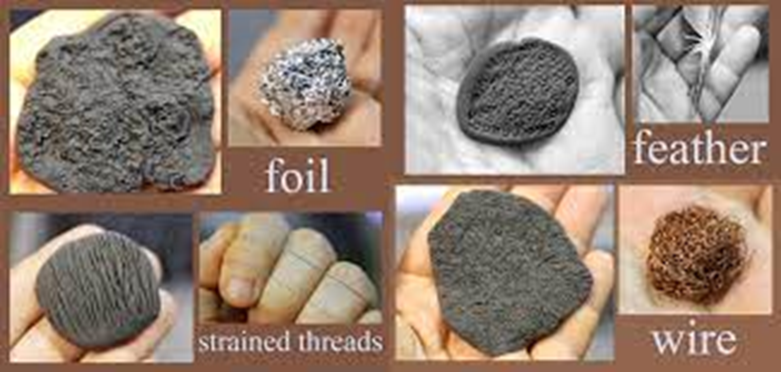 foil
feather
strained threads
wire